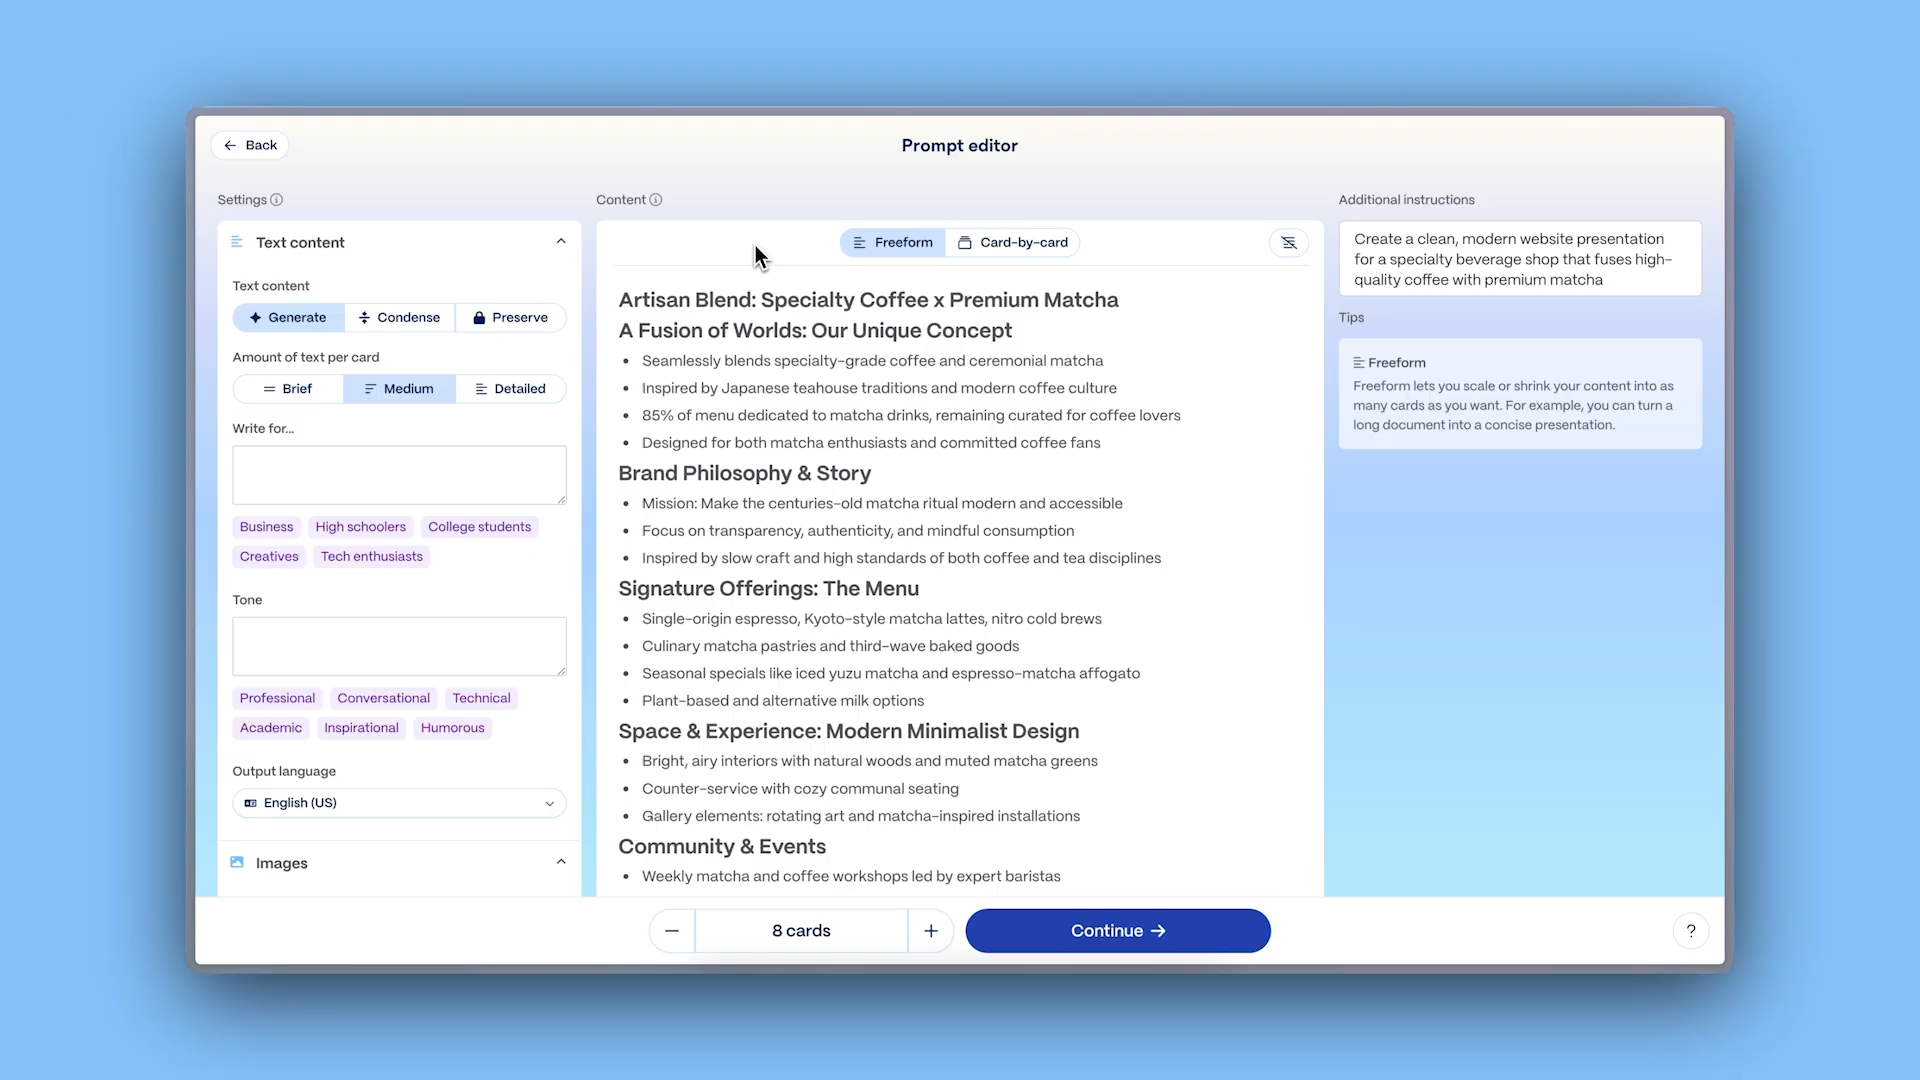 Back
Prompt editor
Settings
Text content
Text content
Generate
Condense
Preserve
Amount of text per card
Brief
Medium
Detailed
Write for...
Business
High schoolers
College students
Creatives
Tech enthusiasts
Tone
Professional
Conversational
Technical
Academic
Inspirational
Humorous
Output language
English (US)
Images
Content
Freeform
Card-by-card
Artisan Blend: Specialty Coffee x Premium Matcha
A Fusion of Worlds: Our Unique Concept
• Seamlessly blends specialty-grade coffee and ceremonial matcha
• Inspired by Japanese teahouse traditions and modern coffee culture
• 85% of menu dedicated to matcha drinks, remaining curated for coffee lovers
• Designed for both matcha enthusiasts and committed coffee fans
Brand Philosophy & Story
• Mission: Make the centuries-old matcha ritual modern and accessible
• Focus on transparency, authenticity, and mindful consumption
• Inspired by slow craft and high standards of both coffee and tea disciplines
Signature Offerings: The Menu
• Single-origin espresso, Kyoto-style matcha lattes, nitro cold brews
• Culinary matcha pastries and third-wave baked goods
• Seasonal specials like iced yuzu matcha and espresso-matcha affogato
• Plant-based and alternative milk options
Space & Experience: Modern Minimalist Design
• Bright, airy interiors with natural woods and muted matcha greens
• Counter-service with cozy communal seating
• Gallery elements: rotating art and matcha-inspired installations
Community & Events
• Weekly matcha and coffee workshops led by expert baristas
Additional instructions
Create a clean, modern website presentation
for a specialty beverage shop that fuses high-
quality coffee with premium matcha
Tips
Freeform
Freeform lets you scale or shrink your content into as
many cards as you want. For example, you can turn a
long document into a concise presentation.
8 cards
Continue
?